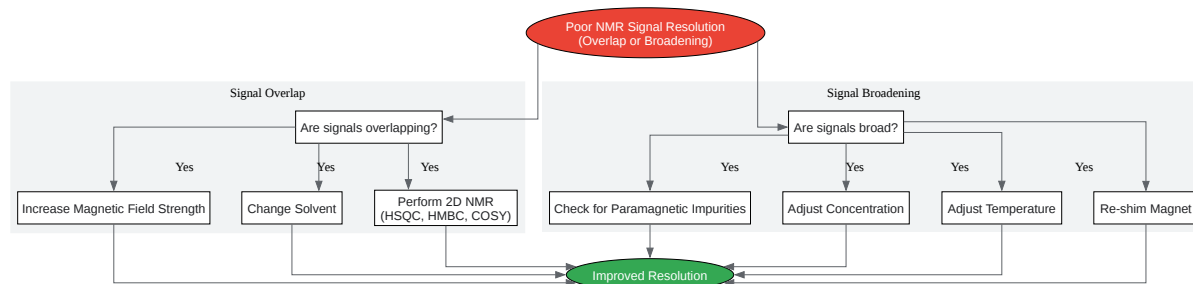 Poor NMR Signal Resolution
(Overlap or Broadening)
Signal Overlap
Signal Broadening
Are signals overlapping?
Are signals broad?
Yes
Yes
Yes
Yes
Yes
Yes
Yes
Increase Magnetic Field Strength
Change Solvent
Perform 2D NMR
(HSQC, HMBC, COSY)
Check for Paramagnetic Impurities
Adjust Concentration
Adjust Temperature
Re-shim Magnet
Improved Resolution